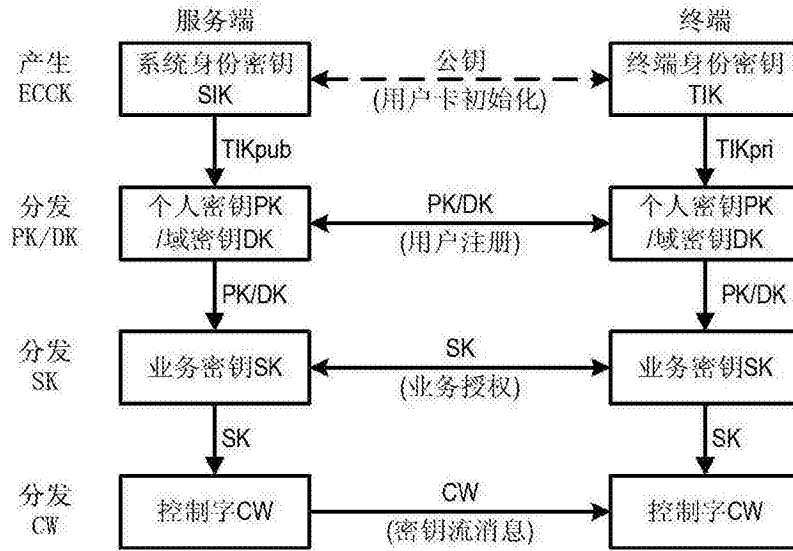 服务端
终端
产生
ECCK
系统身份密钥
SIK
公钥
(用户卡初始化)
终端身份密钥
TIK
TIKpub
TIKpri
分发
PK/DK
个人密钥PK
/域密钥DK
PK/DK
(用户注册)
个人密钥PK
/域密钥DK
PK/DK
PK/DK
分发
SK
业务密钥SK
SK
(业务授权)
业务密钥SK
SK
SK
分发
CW
控制字CW
CW
(密钥流消息)
控制字CW